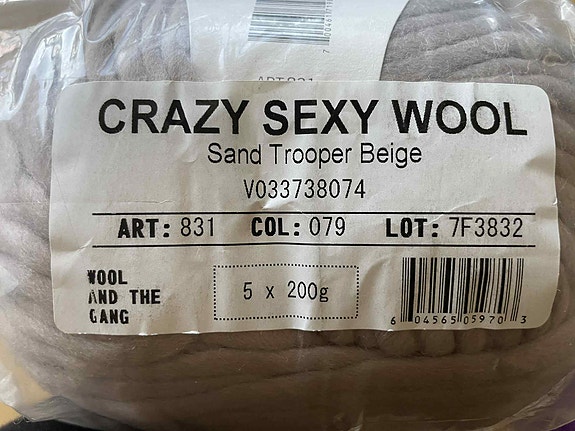 CRAZY SEXY WOOL
Sand Trooper Beige
V033738074
ART: 831 COL: 079 LOT: 7F3832
WOOL
AND THE
GANG
5 x 200g
6 04565 05970 3